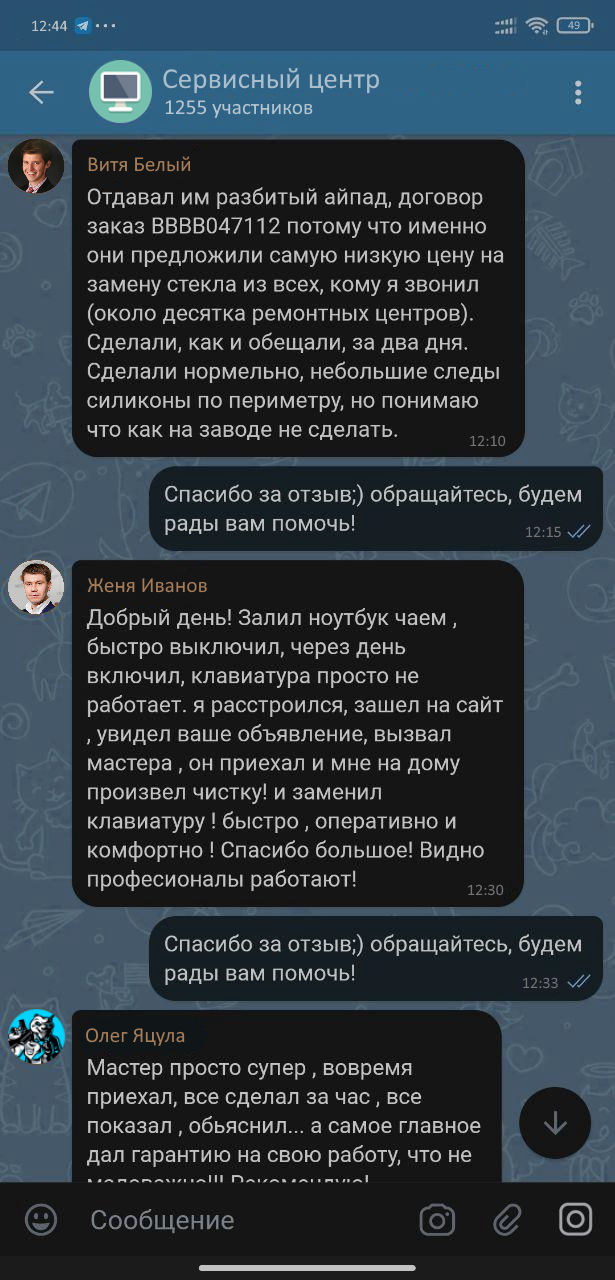 12:44
49
Сервисный центр
1255 участников
Витя Белый
Отдавал им разбитый айпад, договор
заказ BBBB047112 потому что именно
они предложили самую низкую цену на
замену стекла из всех, кому я звонил
(около десятка ремонтных центров).
Сделали, как и обещали, за два дня.
Сделали нормельно, небольшие следы
силиконы по периметру, но понимаю
что как на заводе не сделать.
12:10
Спасибо за отзыв;) обращайтесь, будем
рады вам помочь!
12:15
Женя Иванов
Добрый день! Залил ноутбук чаем ,
быстро выключил, через день
включил, клавиатура просто не
работает. я расстроился, зашел на сайт
, увидел ваше объявление, вызвал
мастера , он приехал и мне на дому
произвел чистку! и заменил
клавиатуру ! быстро , оперативно и
комфортно ! Спасибо большое! Видно
професионалы работают!
12:30
Спасибо за отзыв;) обращайтесь, будем
рады вам помочь!
12:33
Олег Яцула
Мастер просто супер , вовремя
приехал, все сделал за час , все
показал , обьяснил... а самое главное
дал гарантию на свою работу, что не
маловажно!!! Рекомендую!
Сообщение